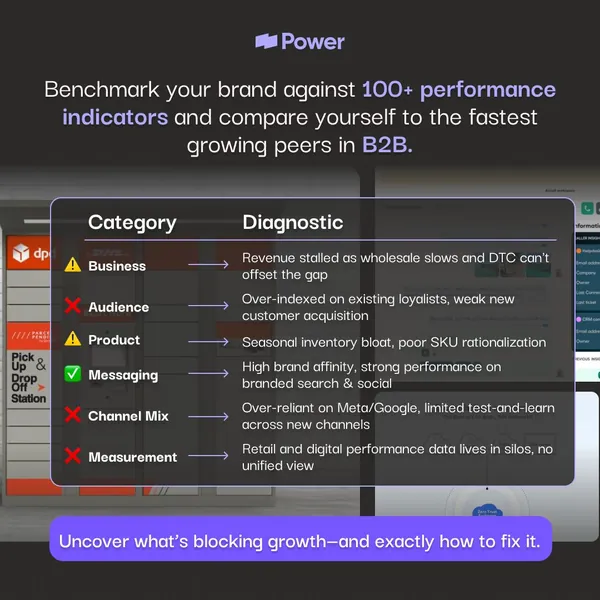 Power
Benchmark your brand against 100+ performance
indicators and compare yourself to the fastest
growing peers in B2B.
Category
Diagnostic
Business
Revenue stalled as wholesale slows and DTC can't
offset the gap
Audience
Over-indexed on existing loyalists, weak new
customer acquisition
Product
Seasonal inventory bloat, poor SKU rationalization
Messaging
High brand affinity, strong performance on
branded search & social
Channel Mix
Over-reliant on Meta/Google, limited test-and-learn
across new channels
Measurement
Retail and digital performance data lives in silos, no
unified view
Uncover what's blocking growth—and exactly how to fix it.
dpd
Pick
Up &
Drop
Off
Station
Email address
Company
Owner